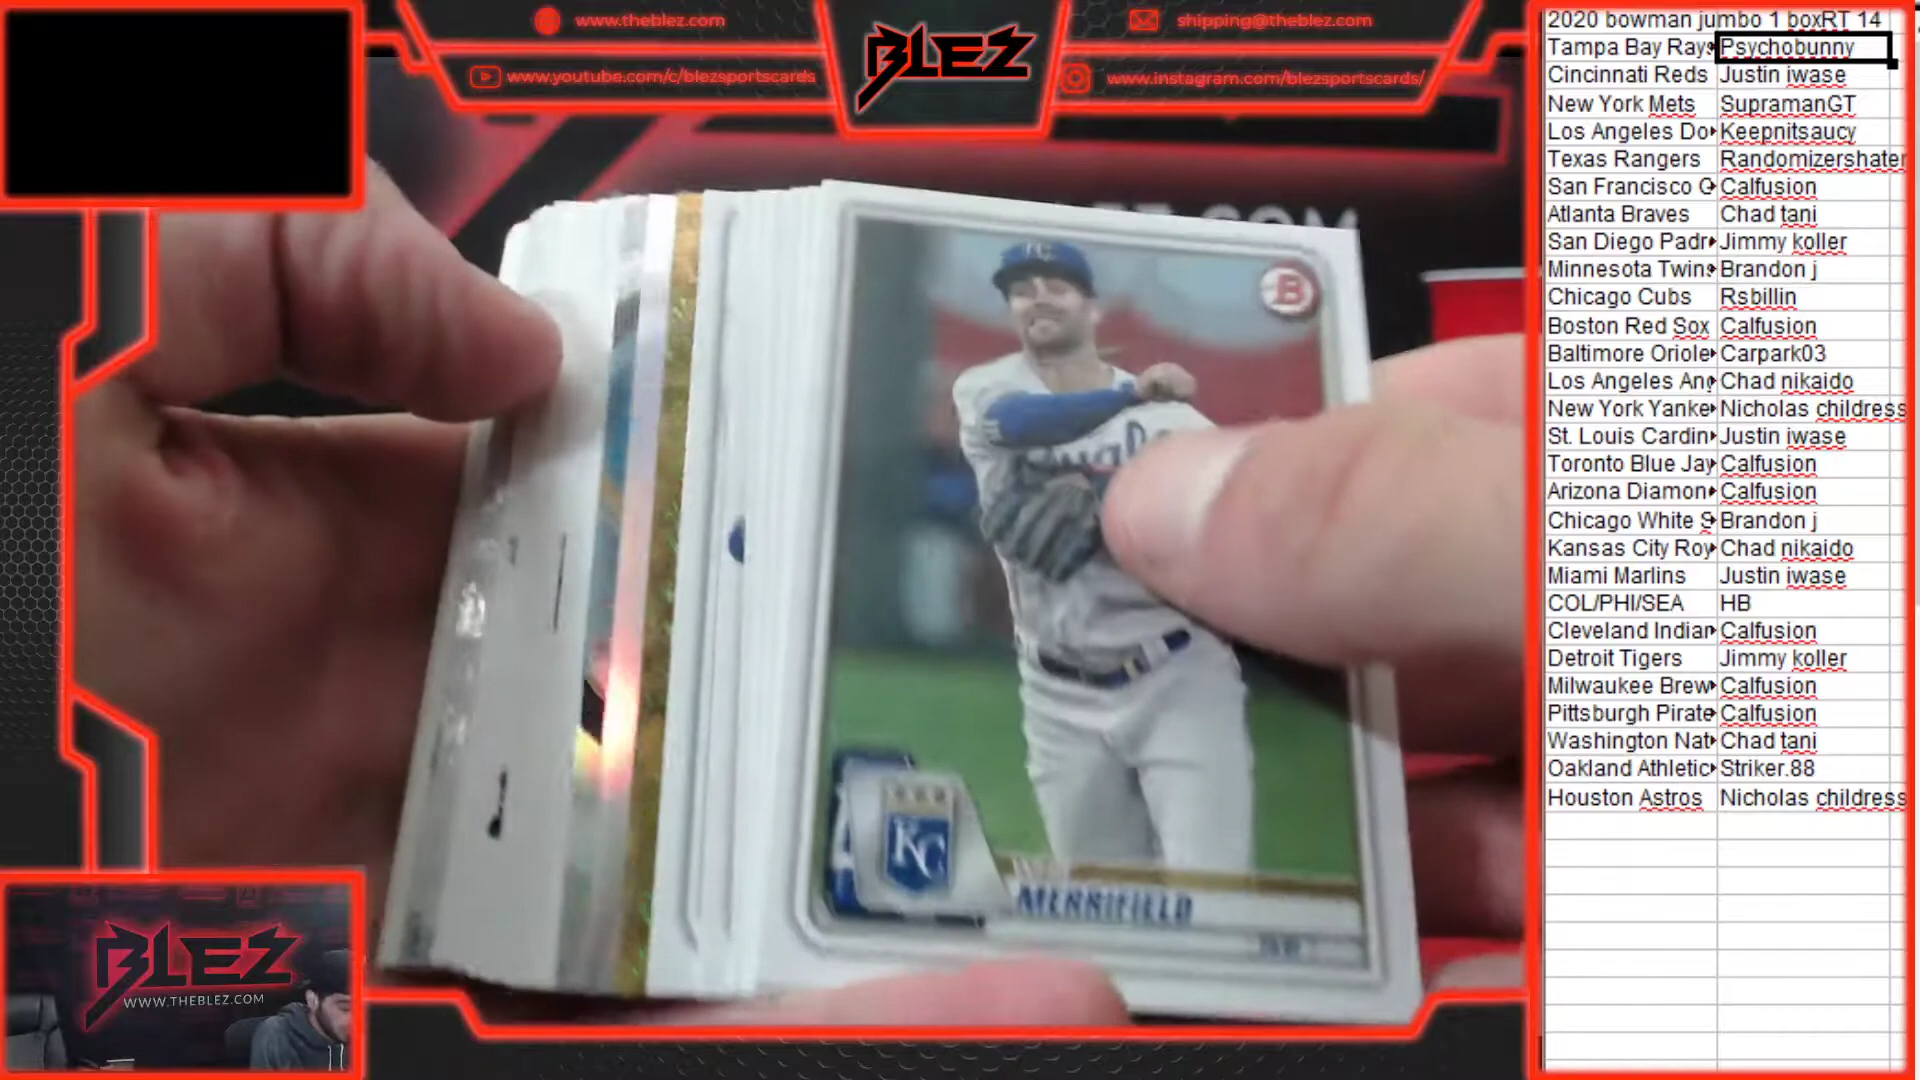 www.theblez.com
shipping@theblez.com
BLEZ
www.youtube.com/c/blezsportscards
www.instagram.com/blezsportscards/
2020 bowman jumbo 1 boxRT 14
Tampa Bay Rays Psychobunny
Cincinnati Reds Justin iwase
New York Mets SupramanGT
Los Angeles Do Keepnitsaucy
Texas Rangers Randomizershater
San Francisco G Calfusion
Atlanta Braves Chad tani
San Diego Padr Jimmy koller
Minnesota Twins Brandon j
Chicago Cubs Rsbillin
Boston Red Sox Calfusion
Baltimore Oriole Carpark03
Los Angeles Ang Chad nikaido
New York Yanke Nicholas childress
St. Louis Cardin Justin iwase
Toronto Blue Jay Calfusion
Arizona Diamon Calfusion
Chicago White S Brandon j
Kansas City Roy Chad nikaido
Miami Marlins Justin iwase
COL/PHI/SEA HB
Cleveland Indian Calfusion
Detroit Tigers Jimmy koller
Milwaukee Brew Calfusion
Pittsburgh Pirate Calfusion
Washington Nat Chad tani
Oakland Athletic Striker.88
Houston Astros Nicholas childress
KC
B
KC
MERRIFIELD
BLEZ
WWW.THEBLEZ.COM